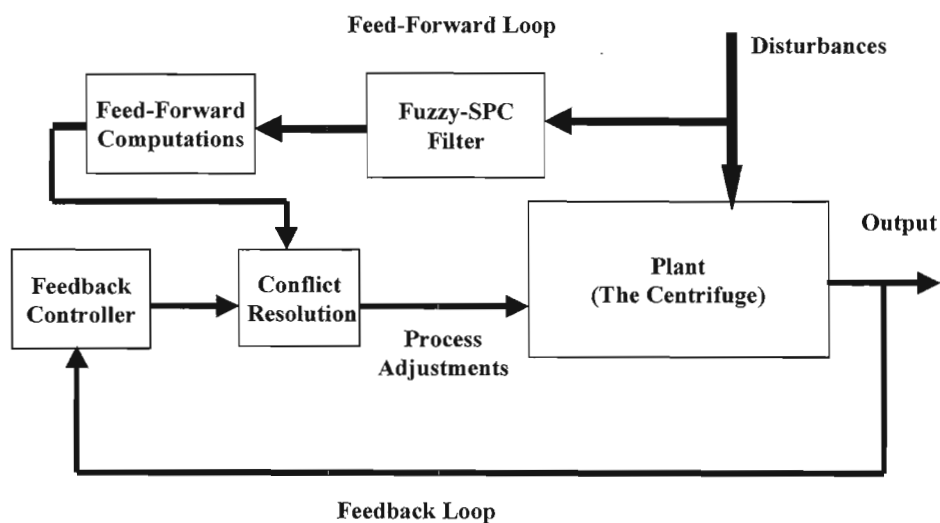 Feed-Forward Loop
Disturbances
Feed-Forward
Computations
Fuzzy-SPC
Filter
Output
Feedback
Controller
Conflict
Resolution
Plant
(The Centrifuge)
Process
Adjustments
Feedback Loop